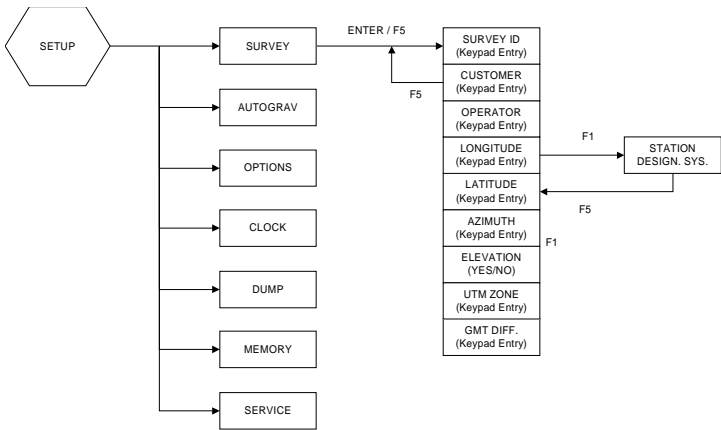 SETUP
SURVEY
AUTOGRAV
OPTIONS
CLOCK
DUMP
MEMORY
SERVICE
ENTER / F5
F5
SURVEY ID
(Keypad Entry)
CUSTOMER
(Keypad Entry)
OPERATOR
(Keypad Entry)
LONGITUDE
(Keypad Entry)
LATITUDE
(Keypad Entry)
AZIMUTH
(Keypad Entry)
ELEVATION
(YES/NO)
UTM ZONE
(Keypad Entry)
GMT DIFF.
(Keypad Entry)
F1
STATION
DESIGN. SYS.
F5
F1